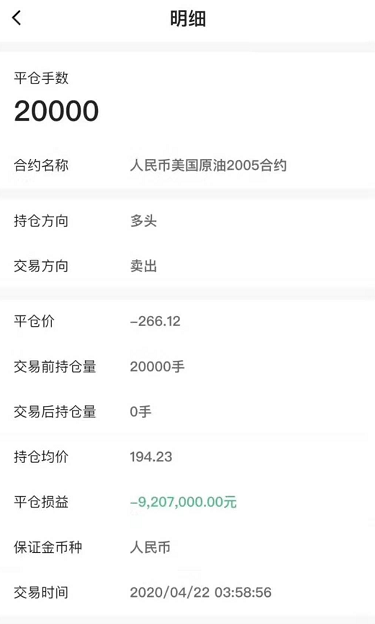 明细
平仓手数
20000
合约名称 人民币美国原油2005合约
持仓方向 多头
交易方向 卖出
平仓价 -266.12
交易前持仓量 20000手
交易后持仓量 0手
持仓均价 194.23
平仓损益 -9,207,000.00元
保证金币种 人民币
交易时间 2020/04/22 03:58:56